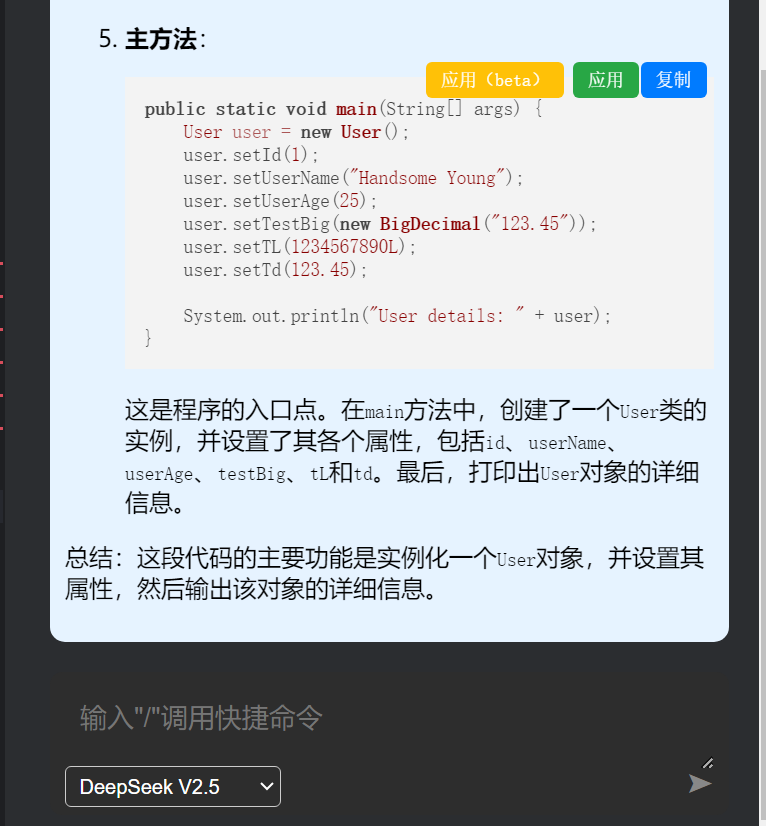 5. 主方法：
应用（beta） 应用 复制
public static void main(String[] args) {
    User user = new User();
    user.setId(1);
    user.setUserName("Handsome Young");
    user.setUserAge(25);
    user.setTestBig(new BigDecimal("123.45"));
    user.setTL(1234567890L);
    user.setTd(123.45);
    System.out.println("User details: " + user);
}
这是程序的入口点。在main方法中，创建了一个User类的
实例，并设置了其各个属性，包括id、userName、
userAge、testBig、tL和td。最后，打印出User对象的详细
信息。
总结：这段代码的主要功能是实例化一个User对象，并设置其
属性，然后输出该对象的详细信息。
输入"/"调用快捷命令
DeepSeek V2.5